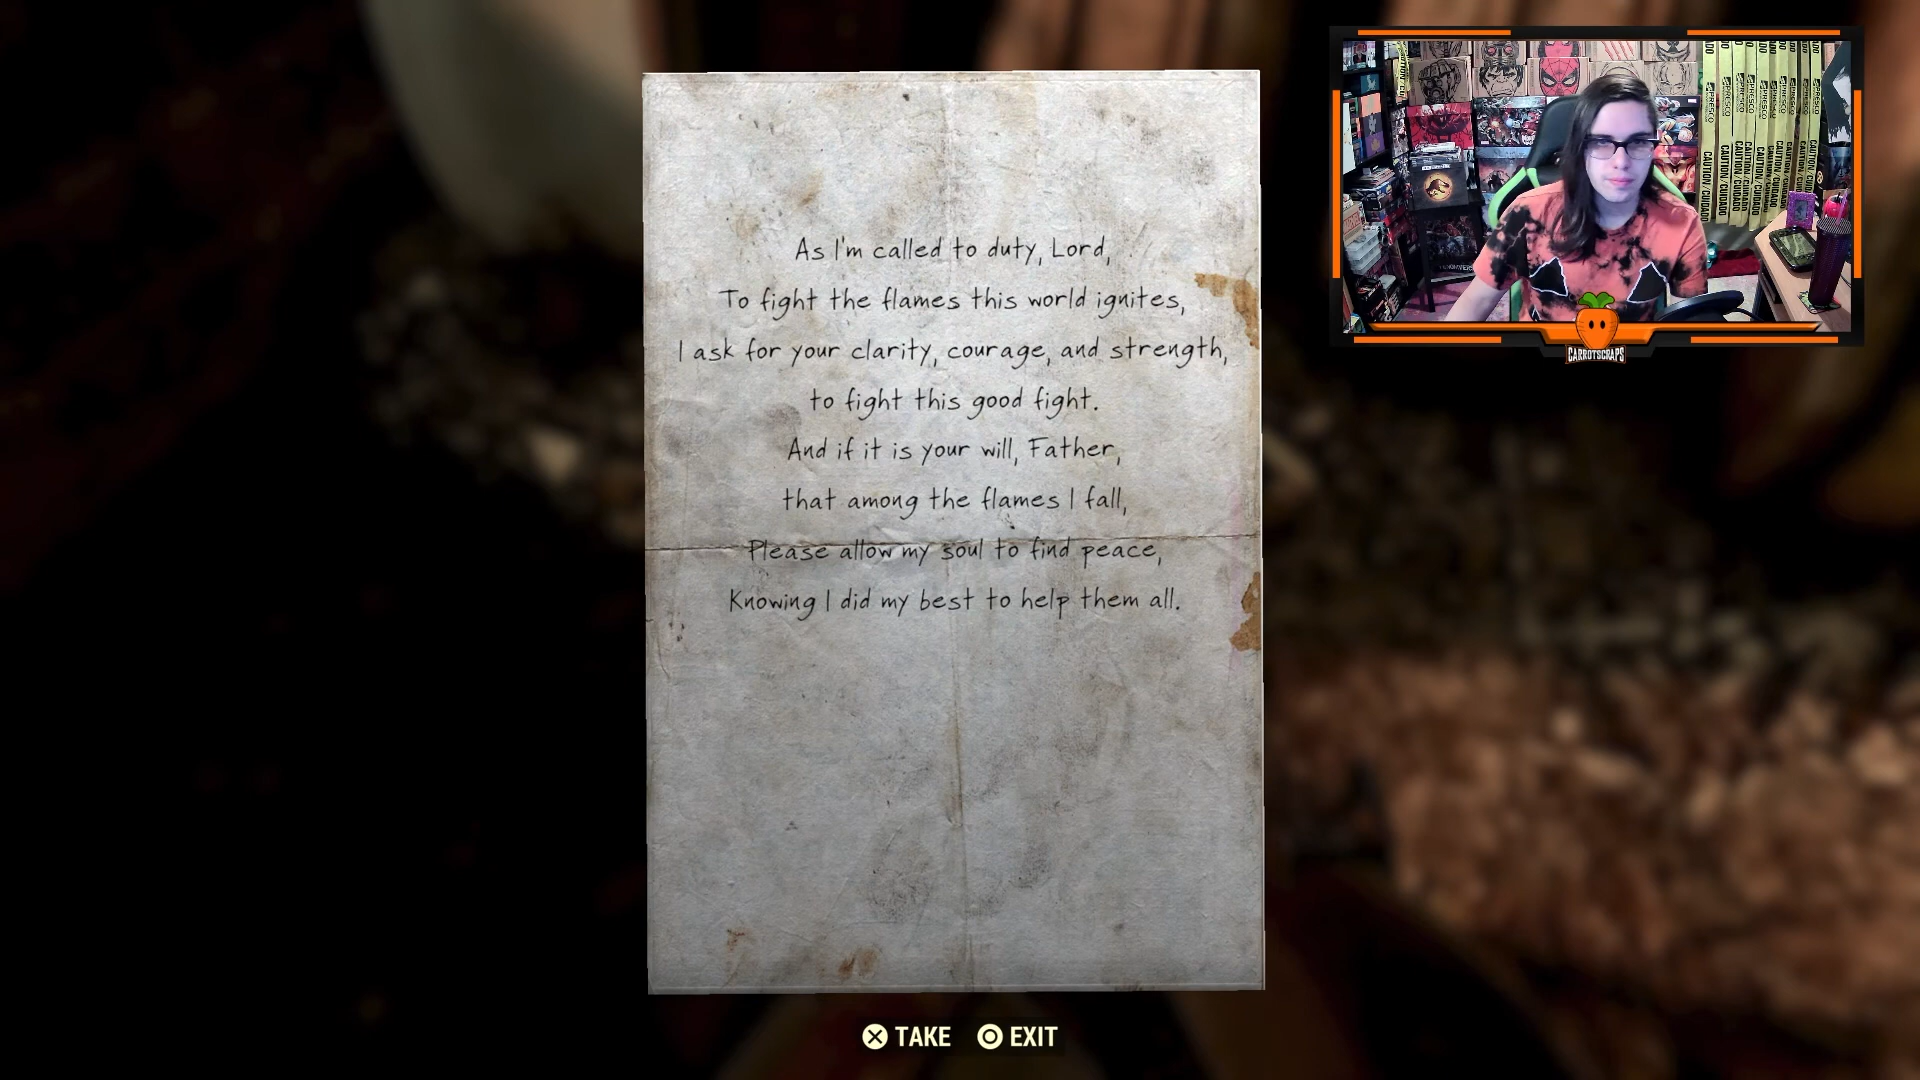 As I'm called to duty, Lord,
To fight the flames this world ignites,
I ask for your clarity, courage, and strength,
to fight this good fight.
And if it is your will, Father,
that among the flames I fall,
Please allow my soul to find peace,
Knowing I did my best to help them all.
TAKE
EXIT
CARROTSCRAPS
CAUTION / CUIDADO